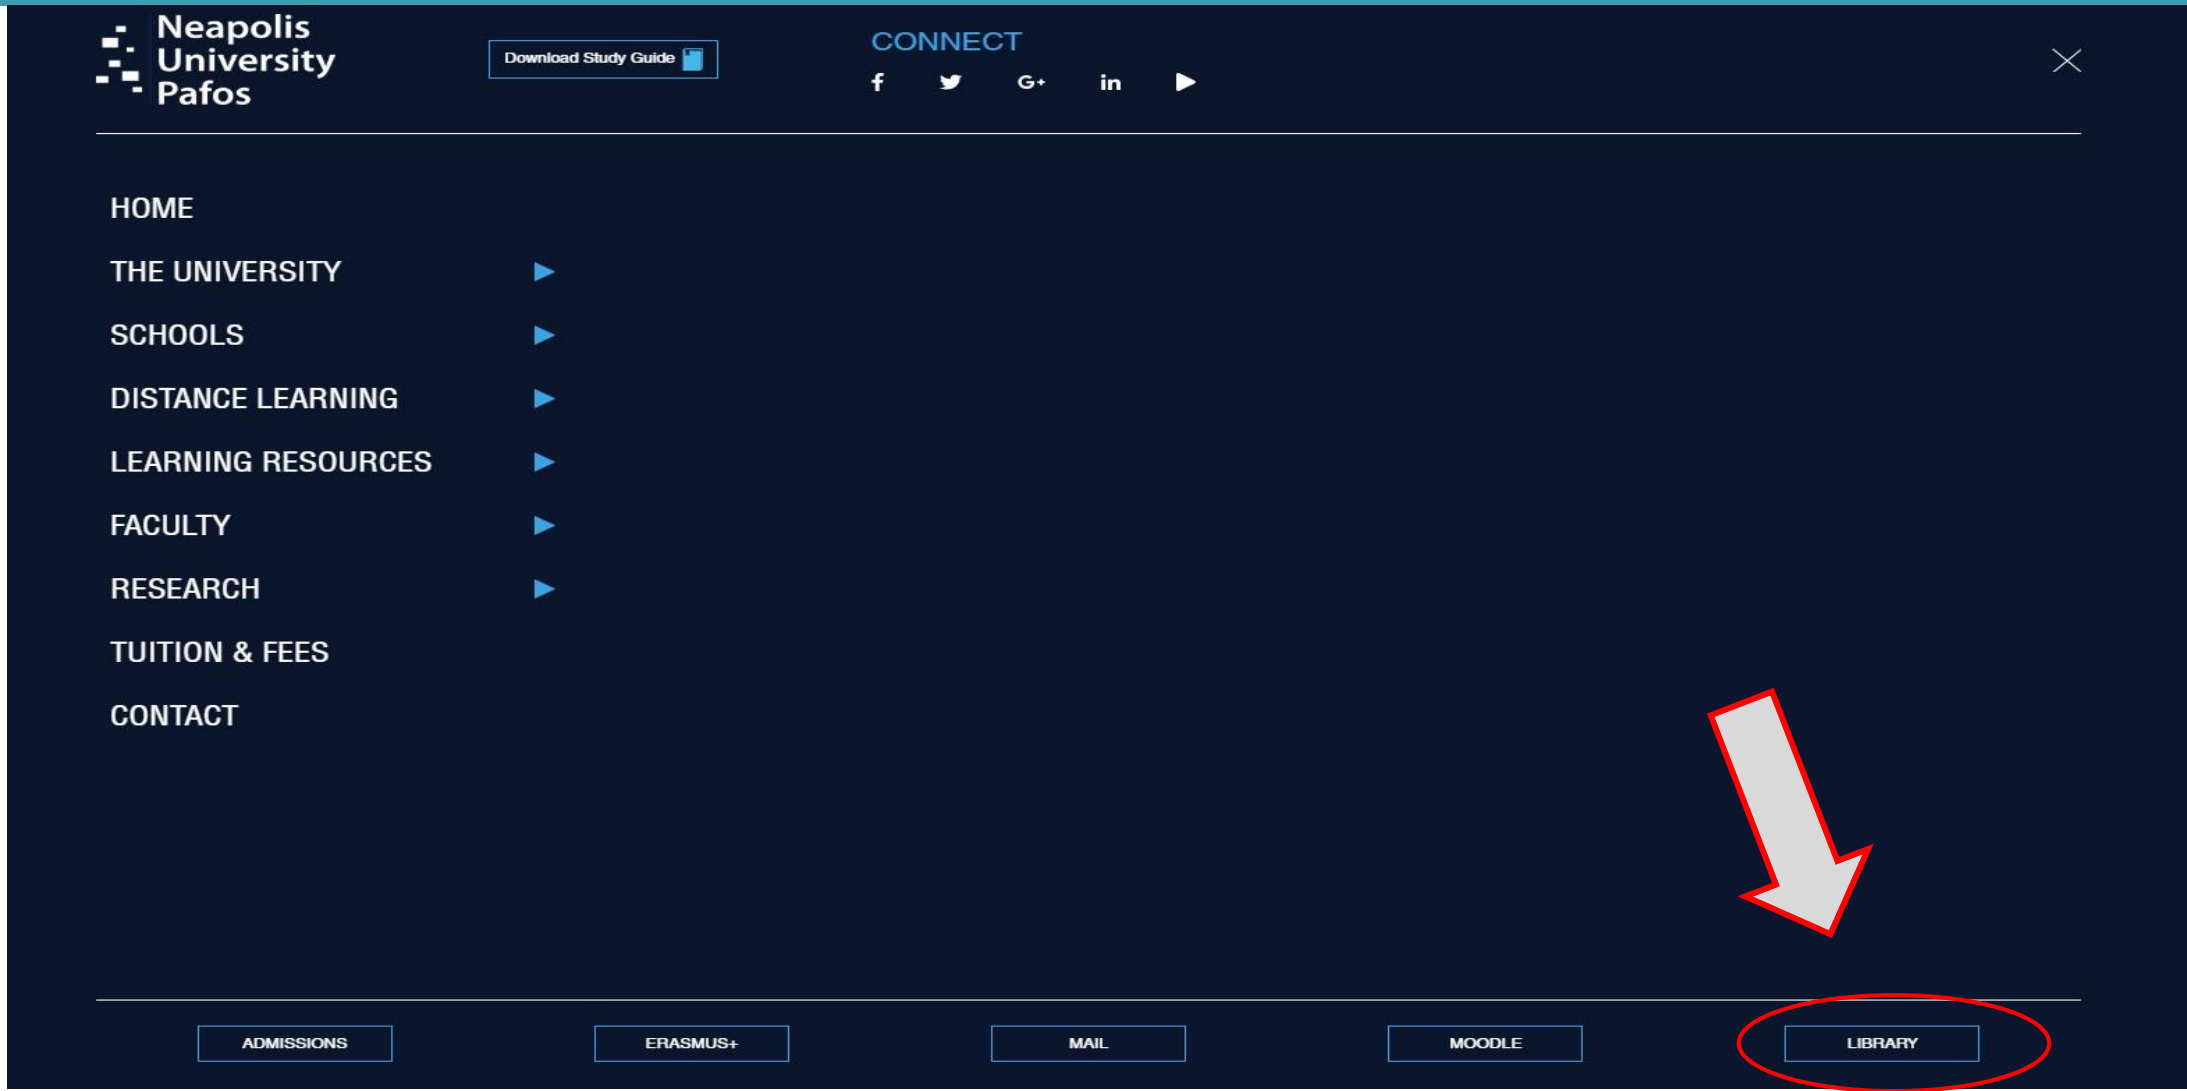 Neapolis
University
Pafos
Download Study Guide
CONNECT
f G+ in
HOME
THE UNIVERSITY
SCHOOLS
DISTANCE LEARNING
LEARNING RESOURCES
FACULTY
RESEARCH
TUITION & FEES
CONTACT
ADMISSIONS
ERASMUS+
MAIL
MOODLE
LIBRARY